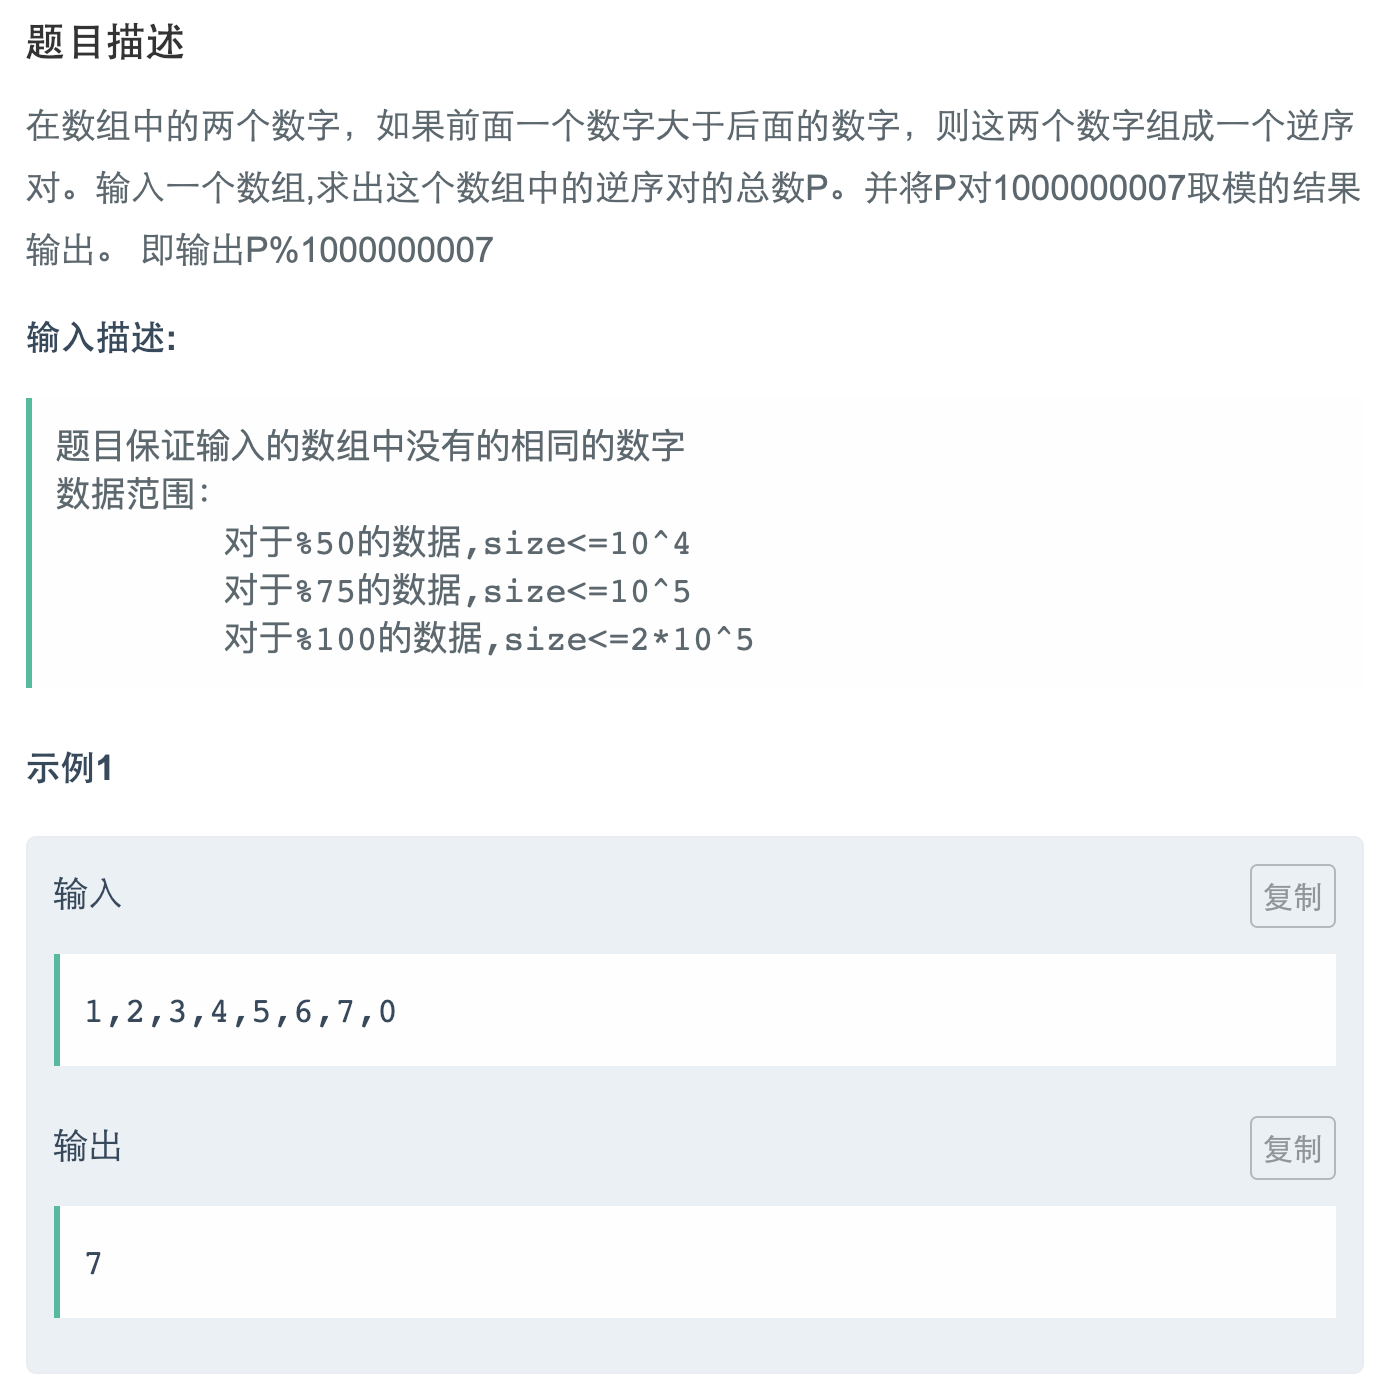 题目描述
在数组中的两个数字，如果前面一个数字大于后面的数字，则这两个数字组成一个逆序
对。输入一个数组,求出这个数组中的逆序对的总数P。并将P对1000000007取模的结果
输出。 即输出P%1000000007
输入描述:
题目保证输入的数组中没有的相同的数字
数据范围：
对于%50的数据,size<=10^4
对于%75的数据,size<=10^5
对于%100的数据,size<=2*10^5
示例1
输入
复制
1,2,3,4,5,6,7,0
输出
复制
7